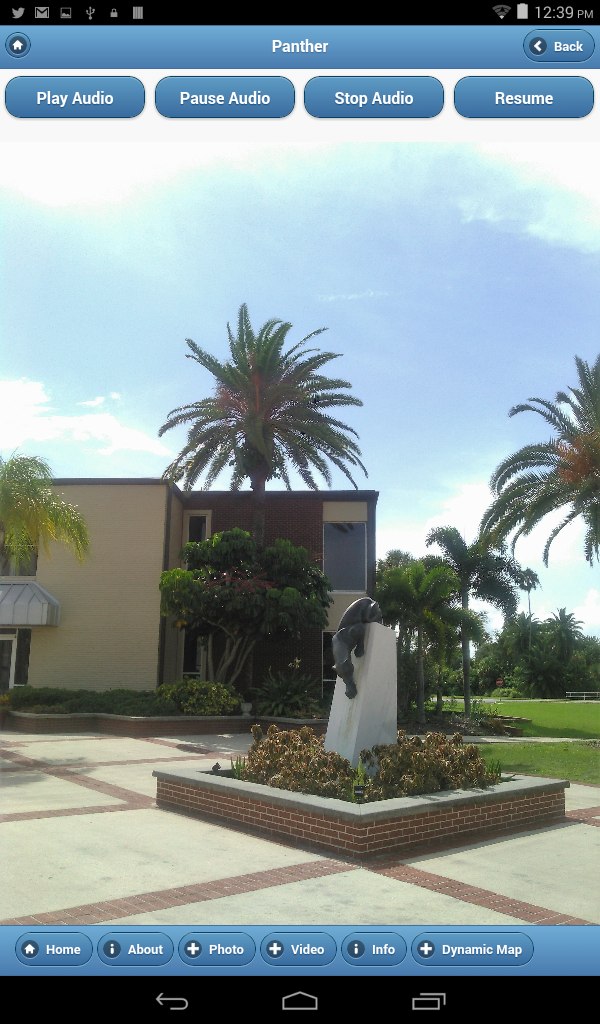 12:39 PM
Panther
Back
Play Audio Pause Audio Stop Audio Resume
Home About Photo Video Info Dynamic Map